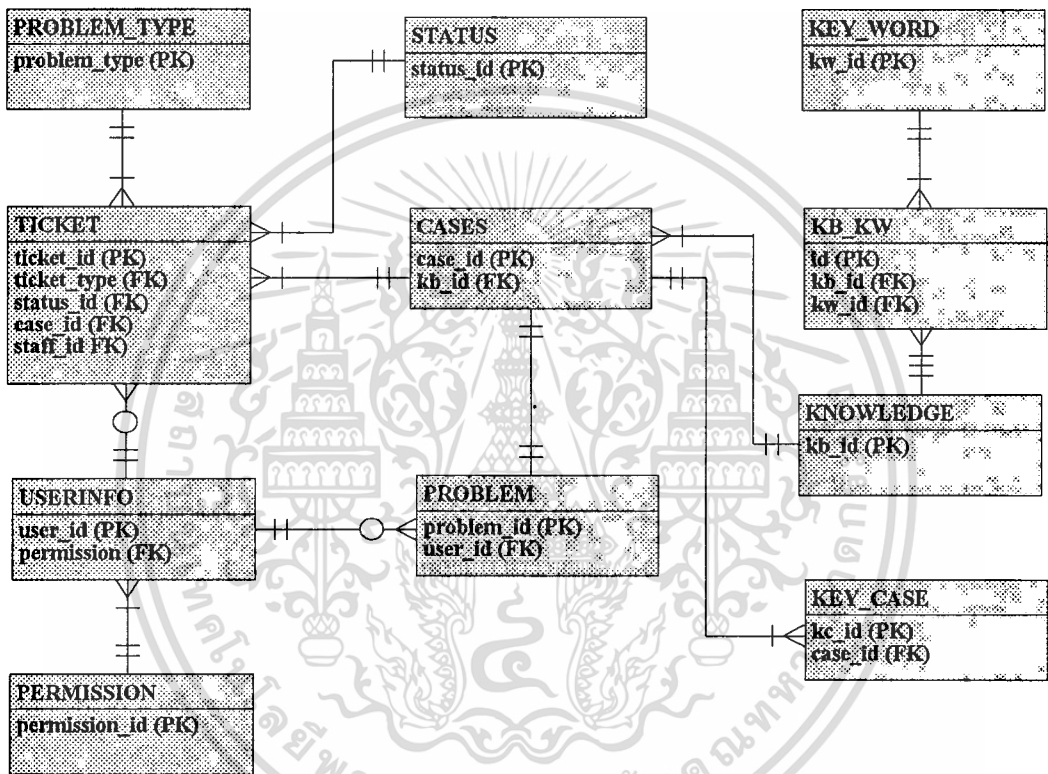 PROBLEM_TYPE
problem_type (PK)
STATUS
status_id (PK)
KEY_WORD
kw_id (PK)
TICKET
ticket_id (PK)
ticket_type (FK)
status_id (FK)
case_id (FK)
staff_id FK)
CASES
case_id (PK)
kb_id (FK)
KB_KW
id (PK)
kb_id (FK)
kw_id (FK)
KNOWLEDGE
kb_id (PK)
USERINFO
user_id (PK)
permission (FK)
PROBLEM
problem_id (PK)
user_id (FK)
KEY_CASE
kc_id (PK)
case_id (FK)
PERMISSION
permission_id (PK)